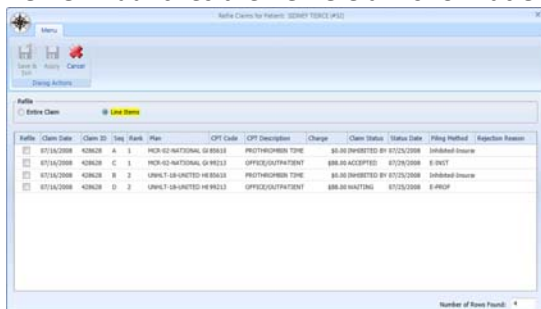 Refile Claims for Patient: SIDNEY TERCE (#52)
Menu
Save & Exit Apply Cancel
Dialog Actions
Refile
Entire Claim Line Items
Refile Claim Date Claim ID Seq Rank Plan CPT Code CPT Description Charge Claim Status Status Date Filing Method Rejection Reason
07/16/2008 428628 A 1 MCR-02-NATIONAL G 85610 PROTHROMBIN TIME $0.00 INHIBITED BY 07/25/2008 Inhibited-Insuran
07/16/2008 428628 C 1 MCR-02-NATIONAL G 99213 OFFICE/OUTPATIENT $88.00 ACCEPTED 07/29/2008 E-INST
07/16/2008 428628 B 2 UNHLT-18-UNITED HE 85610 PROTHROMBIN TIME $0.00 INHIBITED BY 07/25/2008 Inhibited-Insuran
07/16/2008 428628 D 2 UNHLT-18-UNITED HE 99213 OFFICE/OUTPATIENT $88.00 WAITING 07/25/2008 E-PROF
Number of Rows Found: 4